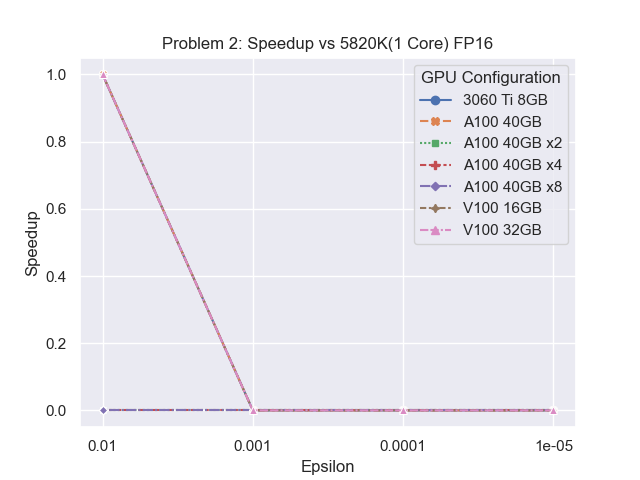 Problem 2: Speedup vs 5820K(1 Core) FP16
GPU Configuration
3060 Ti 8GB
A100 40GB
A100 40GB x2
A100 40GB x4
A100 40GB x8
V100 16GB
V100 32GB
Speedup
1.0
0.8
0.6
0.4
0.2
0.0
0.01
0.001
0.0001
1e-05
Epsilon